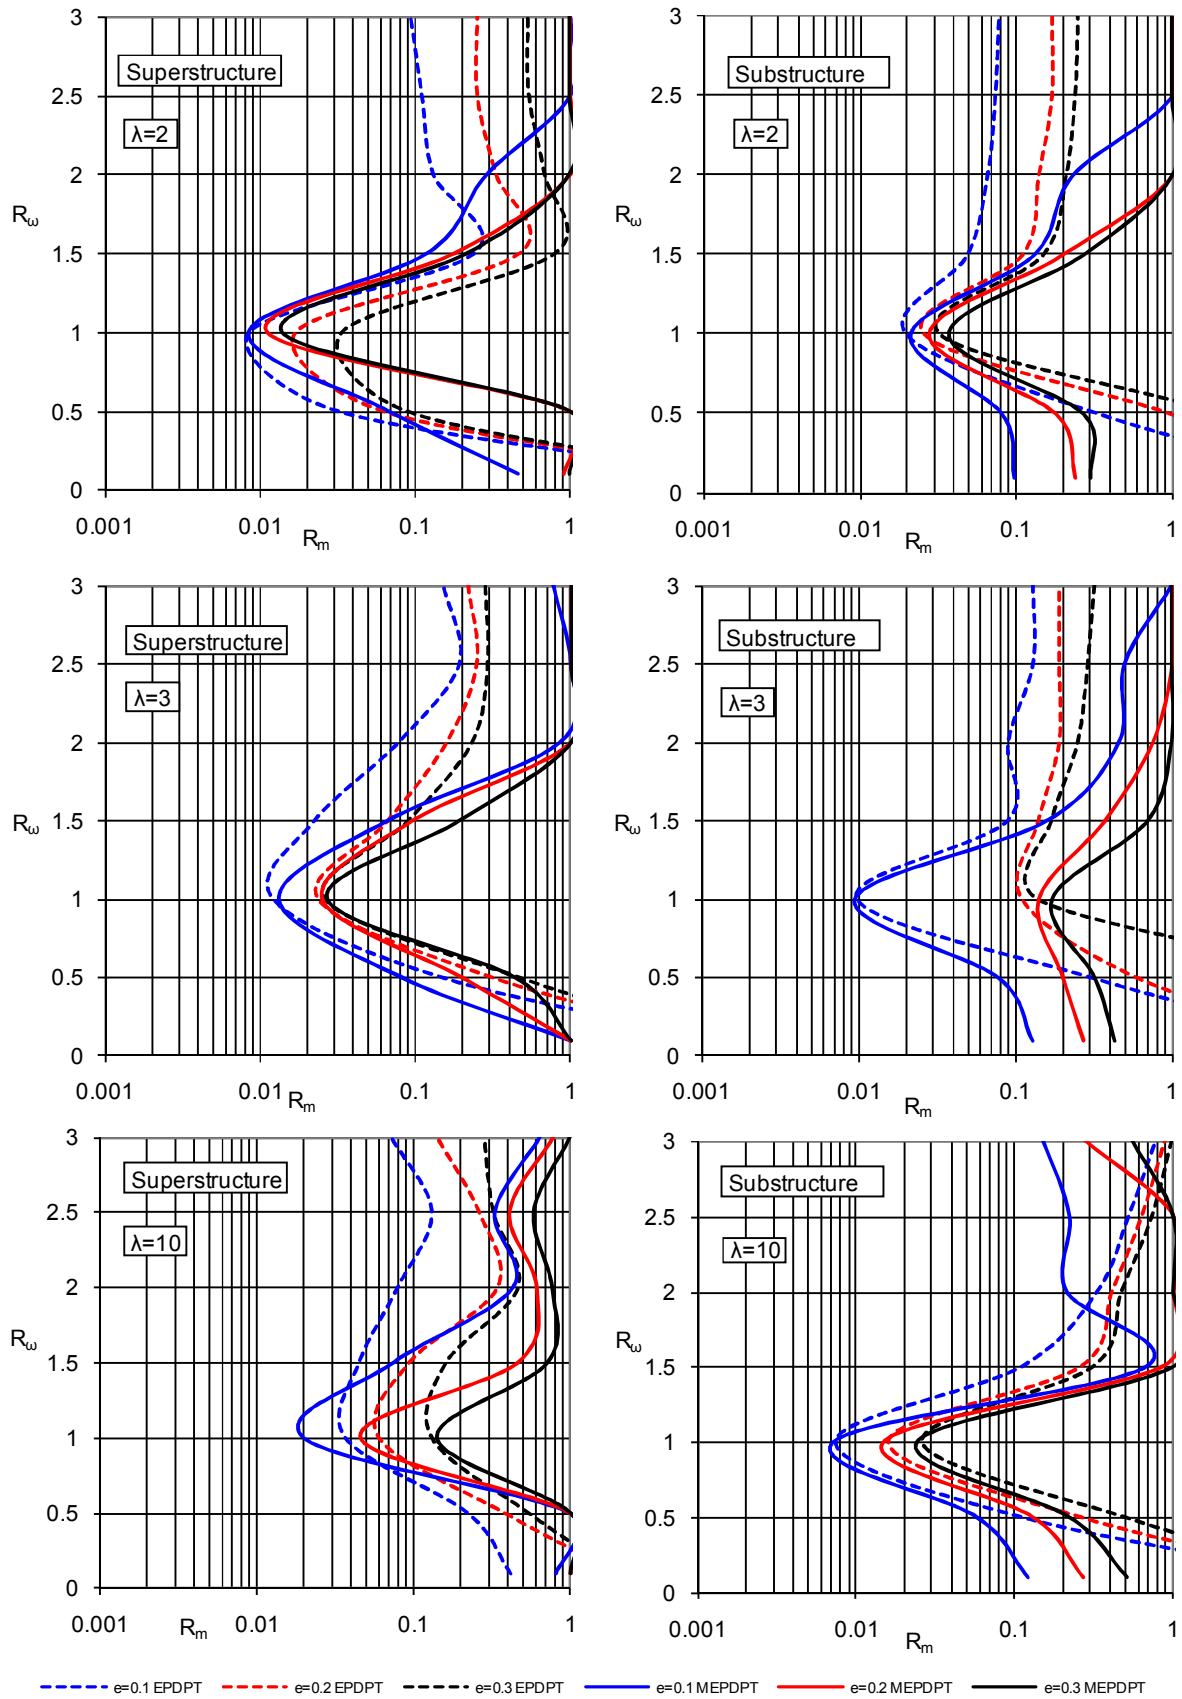 3
2.5
2
1.5
1
0.5
0
Rω
Superstructure
λ=2
0.001
0.01
0.1
1
Rm
3
2.5
2
1.5
1
0.5
0
Rω
Substructure
λ=2
0.001
0.01
0.1
1
Rm
3
2.5
2
1.5
1
0.5
0
Rω
Superstructure
λ=3
0.001
0.01
0.1
1
Rm
3
2.5
2
1.5
1
0.5
0
Rω
Substructure
λ=3
0.001
0.01
0.1
1
Rm
3
2.5
2
1.5
1
0.5
0
Rω
Superstructure
λ=10
0.001
0.01
0.1
1
Rm
3
2.5
2
1.5
1
0.5
0
Rω
Substructure
λ=10
0.001
0.01
0.1
1
Rm
e=0.1 EPDPT e=0.2 EPDPT e=0.3 EPDPT e=0.1 MEPDPT e=0.2 MEPDPT e=0.3 MEPDPT